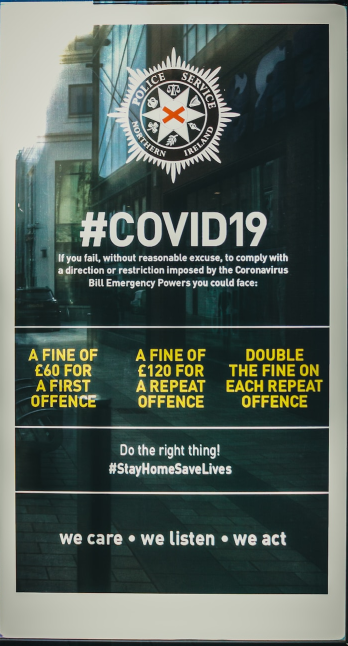 POLICE SERVICE
NORTHERN IRELAND
#COVID19
If you fail, without reasonable excuse, to comply with
a direction or restriction imposed by the Coronavirus
Bill Emergency Powers you could face:
A FINE OF
£60 FOR
A FIRST
OFFENCE
A FINE OF
£120 FOR
A REPEAT
OFFENCE
DOUBLE
THE FINE ON
EACH REPEAT
OFFENCE
Do the right thing!
#StayHomeSaveLives
we care • we listen • we act